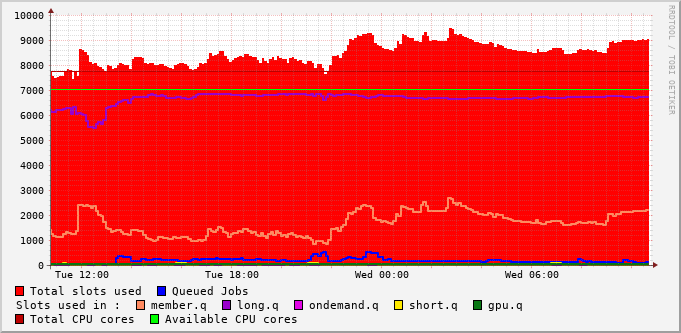 10000
9000
8000
7000
6000
5000
4000
3000
2000
1000
0
Tue 12:00 Tue 18:00 Wed 00:00 Wed 06:00
Total slots used Queued Jobs
Slots used in : member.q long.q ondemand.q short.q gpu.q
Total CPU cores Available CPU cores
RRDTOOL / TOBI OETIKER